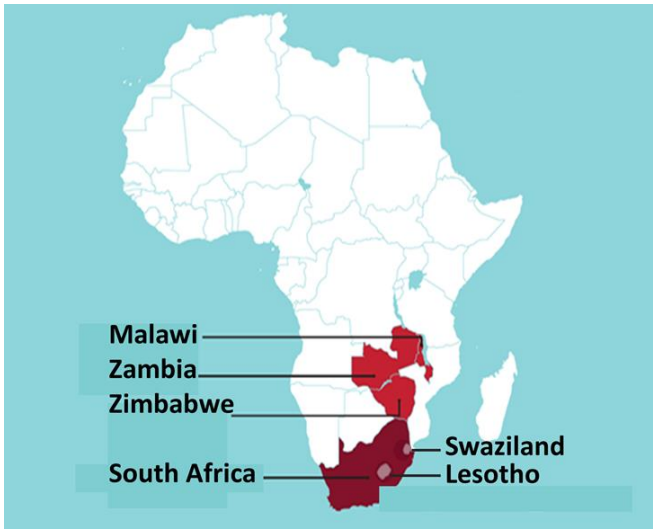 Malawi
Zambia
Zimbabwe
Swaziland
South Africa
Lesotho